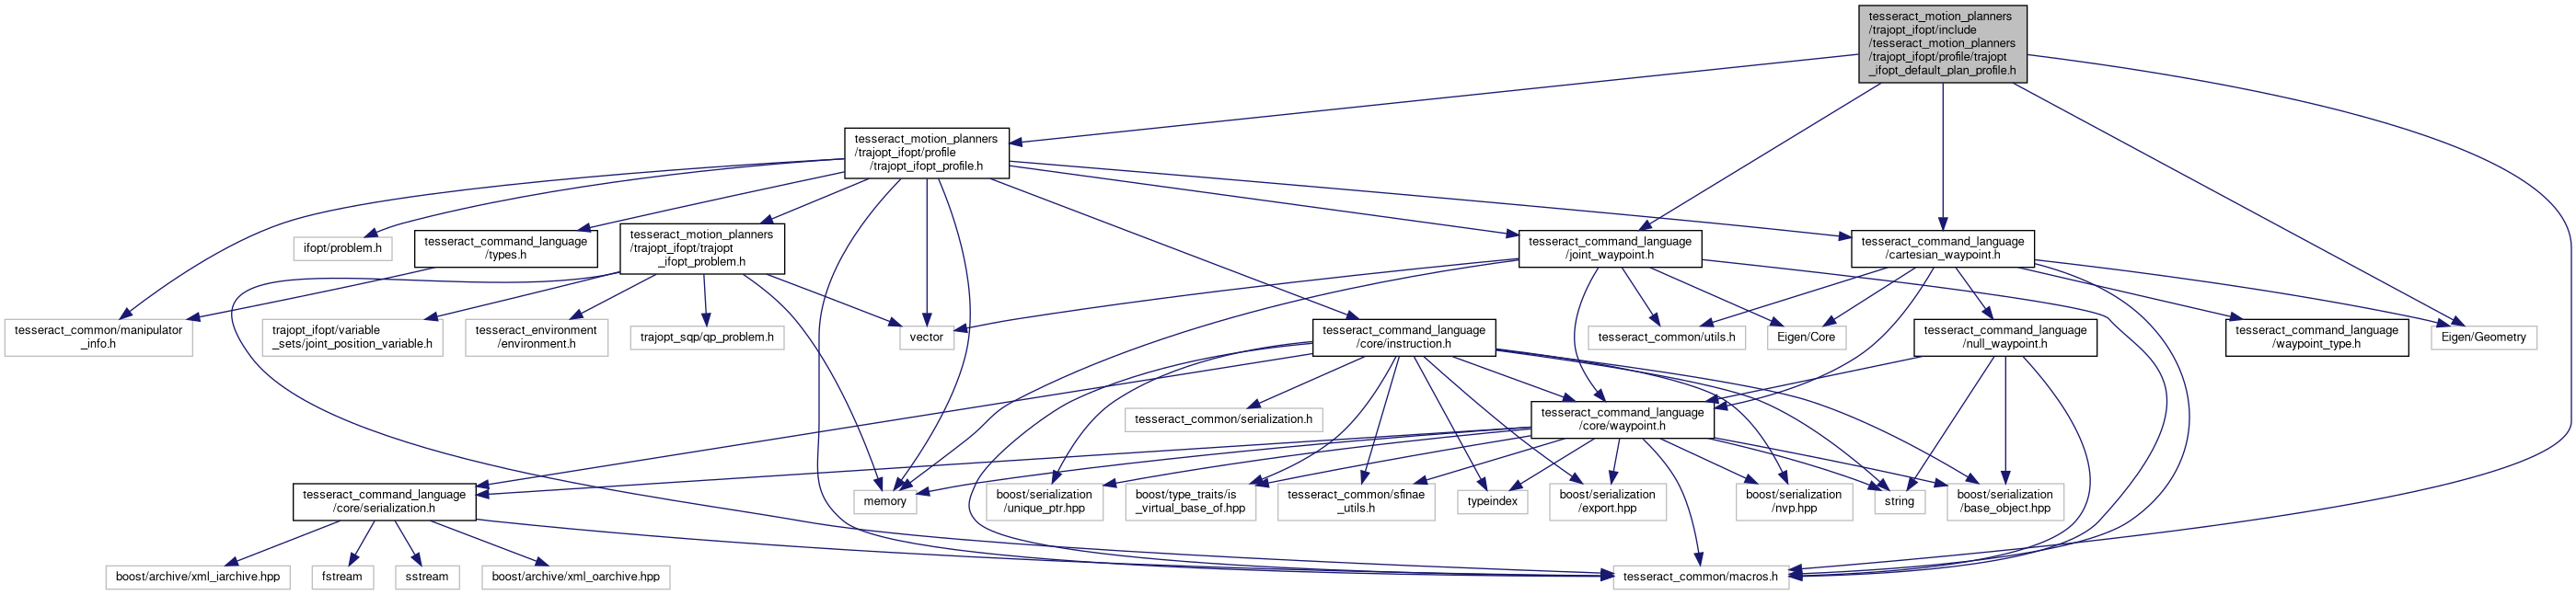 tesseract_motion_planners
/trajopt_ifopt/include
/tesseract_motion_planners
/trajopt_ifopt/profile/trajopt
_ifopt_default_plan_profile.h
tesseract_motion_planners
/trajopt_ifopt/profile
/trajopt_ifopt_profile.h
ifopt/problem.h
tesseract_command_language
/types.h
tesseract_motion_planners
/trajopt_ifopt/trajopt
_ifopt_problem.h
tesseract_command_language
/joint_waypoint.h
tesseract_command_language
/cartesian_waypoint.h
tesseract_common/manipulator
_info.h
trajopt_ifopt/variable
_sets/joint_position_variable.h
tesseract_environment
/environment.h
trajopt_sqp/qp_problem.h
vector
tesseract_command_language
/core/instruction.h
tesseract_common/utils.h
Eigen/Core
tesseract_command_language
/null_waypoint.h
tesseract_command_language
/waypoint_type.h
Eigen/Geometry
tesseract_common/serialization.h
tesseract_command_language
/core/waypoint.h
tesseract_command_language
/core/serialization.h
memory
boost/serialization
/unique_ptr.hpp
boost/type_traits/is
_virtual_base_of.hpp
tesseract_common/sfinae
_utils.h
typeindex
boost/serialization
/export.hpp
boost/serialization
/nvp.hpp
string
boost/serialization
/base_object.hpp
boost/archive/xml_iarchive.hpp
fstream
sstream
boost/archive/xml_oarchive.hpp
tesseract_common/macros.h